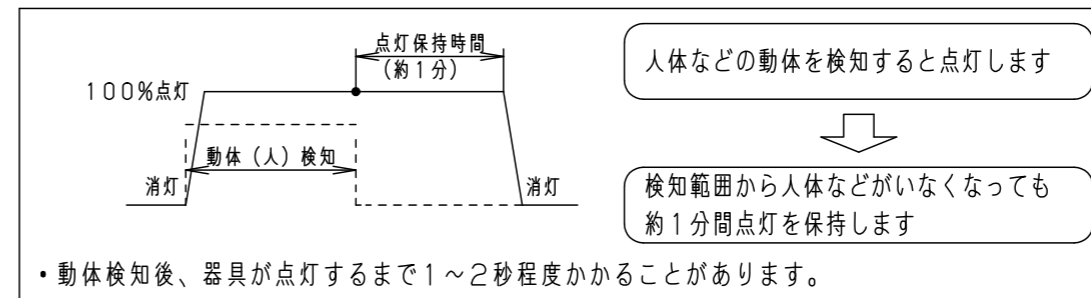 点灯保持時間
(約1分)
100%点灯
動体(人)検知
消灯
消灯
人体などの動体を検知すると点灯します
検知範囲から人体などがいなくなっても
約1分間点灯を保持します
・動体検知後、器具が点灯するまで1～2秒程度かかることがあります。